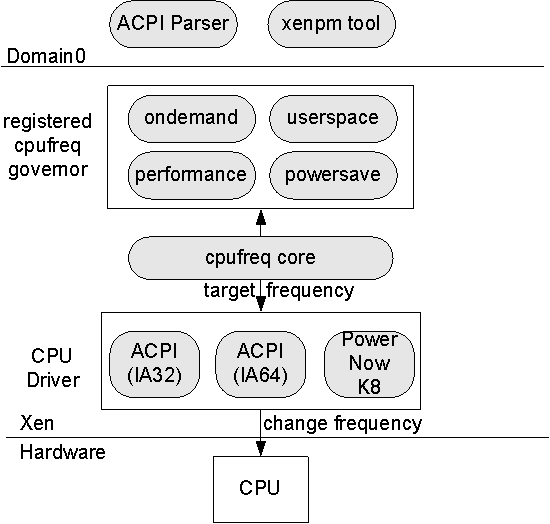 ACPI Parser
xenpm tool
Domain0
registered
cpufreq
governor
ondemand
userspace
performance
powersave
cpufreq core
target frequency
CPU
Driver
ACPI
(IA32)
ACPI
(IA64)
Power
Now
K8
Xen
change frequency
Hardware
CPU